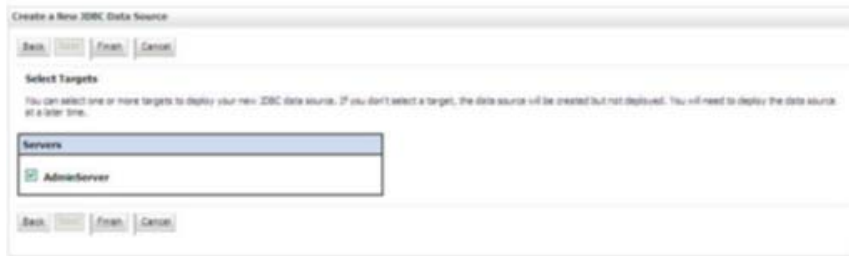 Create a New JDBC Data Source
Back Next Finish Cancel
Select Targets
You can select one or more targets to deploy your new JDBC data source. If you don't select a target, the data source will be created but not deployed. You will need to deploy the data source
at a later time.
Servers
AdminServer
Back Next Finish Cancel